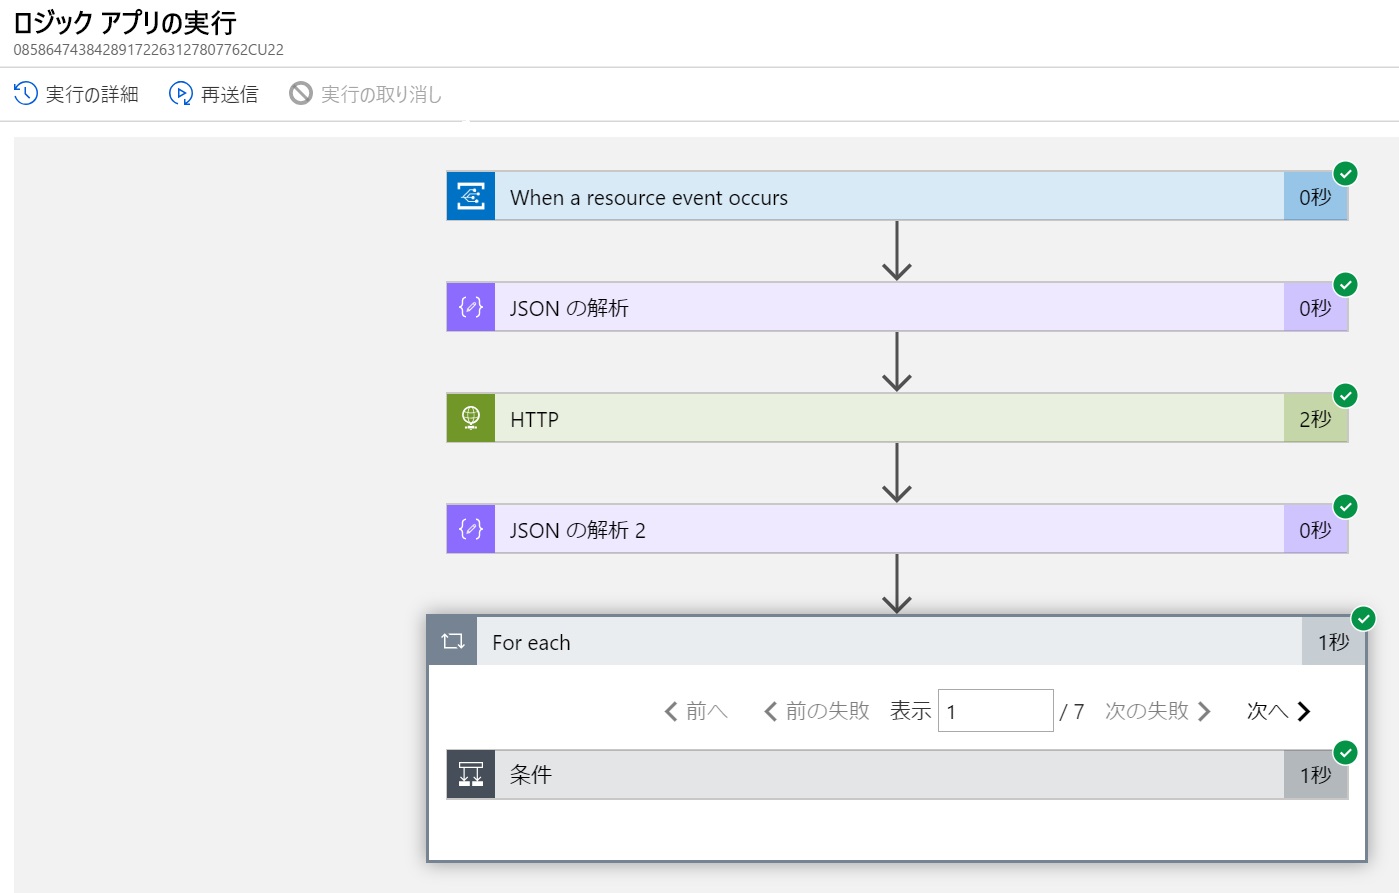 ロジック アプリの実行
08586474384289172263127807762CU22
実行の詳細 再送信 実行の取り消し
When a resource event occurs 0秒
JSON の解析 0秒
HTTP 2秒
JSON の解析 2 0秒
For each 1秒
前へ 前の失敗 表示 1 / 7 次の失敗 次へ
条件 1秒